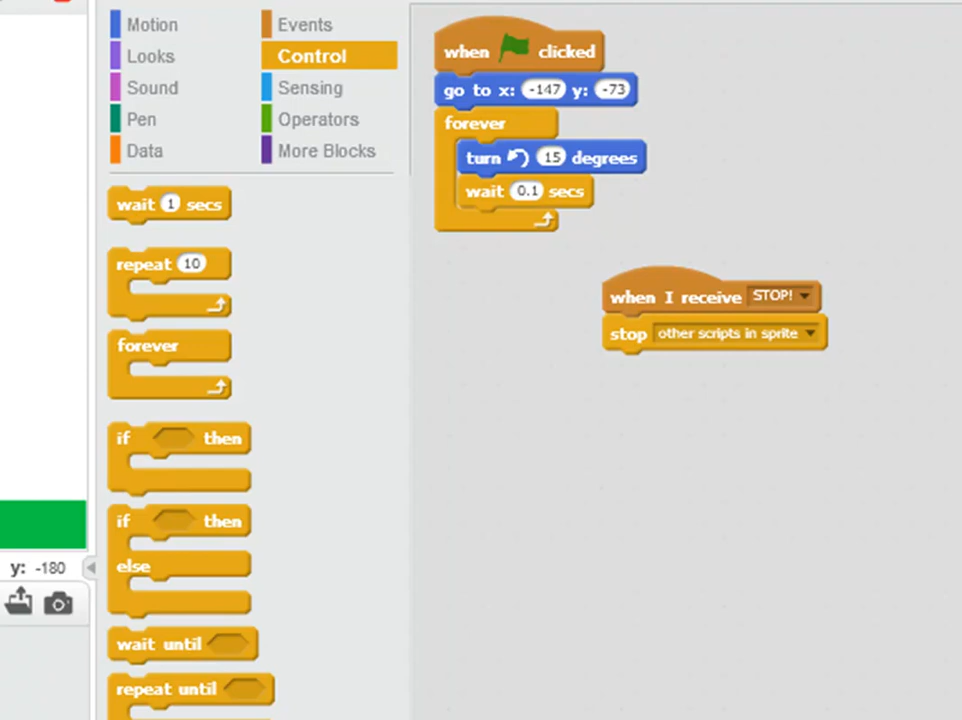 Motion
Looks
Sound
Pen
Data
Events
Control
Sensing
Operators
More Blocks
wait 1 secs
repeat 10
forever
if then
if then
else
wait until
repeat until
when clicked
go to x: -147 y: -73
forever
turn 15 degrees
wait 0.1 secs
when I receive STOP!
stop other scripts in sprite
y: -180